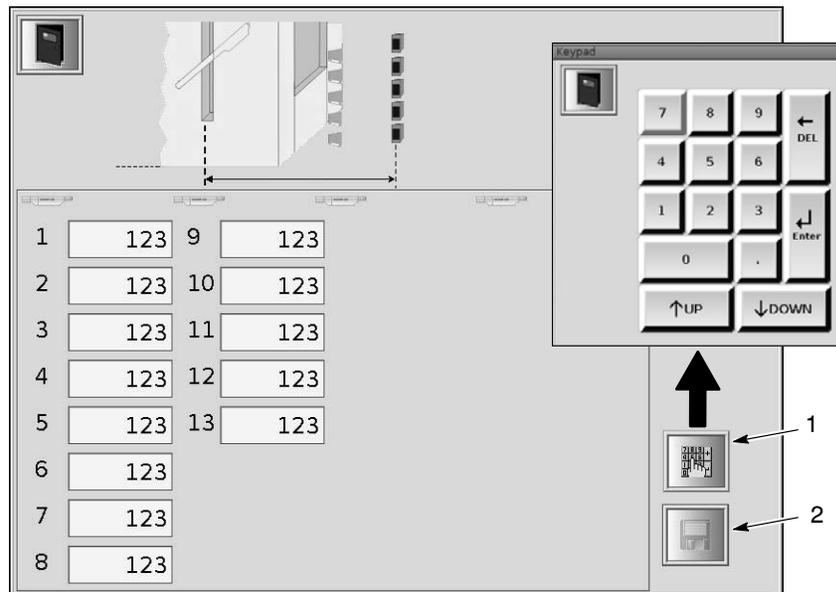 Keypad
7 8 9 ← DEL
4 5 6
1 2 3 ↵ Enter
0 .
↑UP ↓DOWN
1 123 9 123
2 123 10 123
3 123 11 123
4 123 12 123
5 123 13 123
6 123
7 123
8 123
1
2